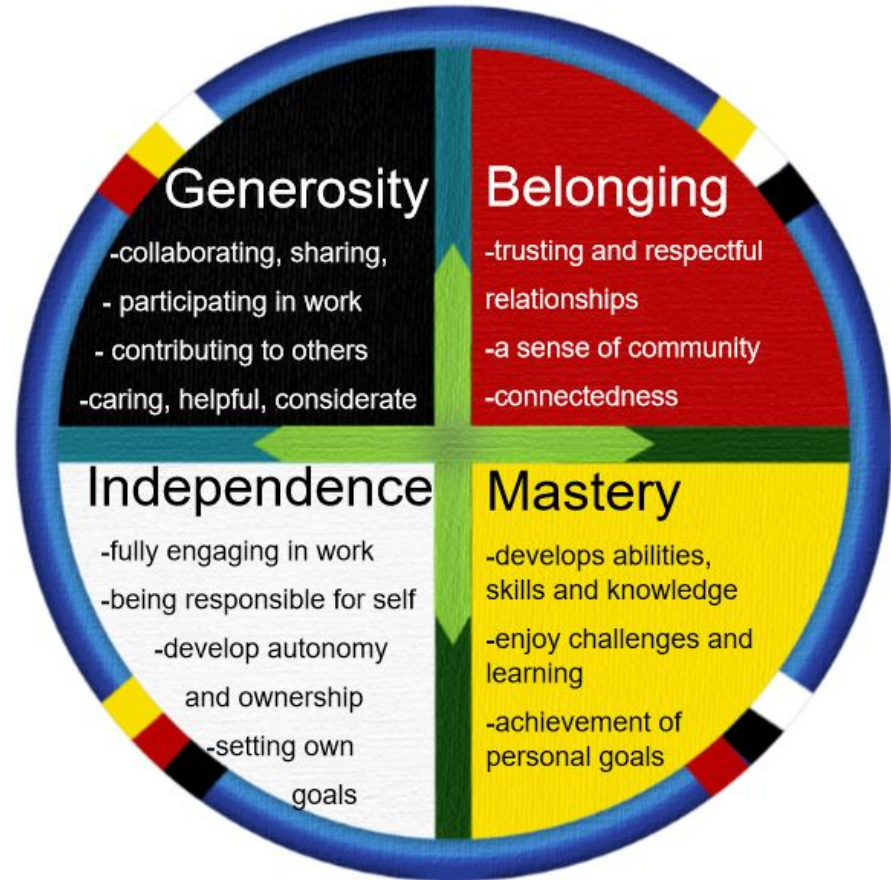 Generosity
-collaborating, sharing,
- participating in work
- contributing to others
-caring, helpful, considerate
Belonging
-trusting and respectful
relationships
-a sense of community
-connectedness
Independence
-fully engaging in work
-being responsible for self
-develop autonomy
and ownership
-setting own
goals
Mastery
-develops abilities,
skills and knowledge
-enjoy challenges and
learning
-achievement of
personal goals